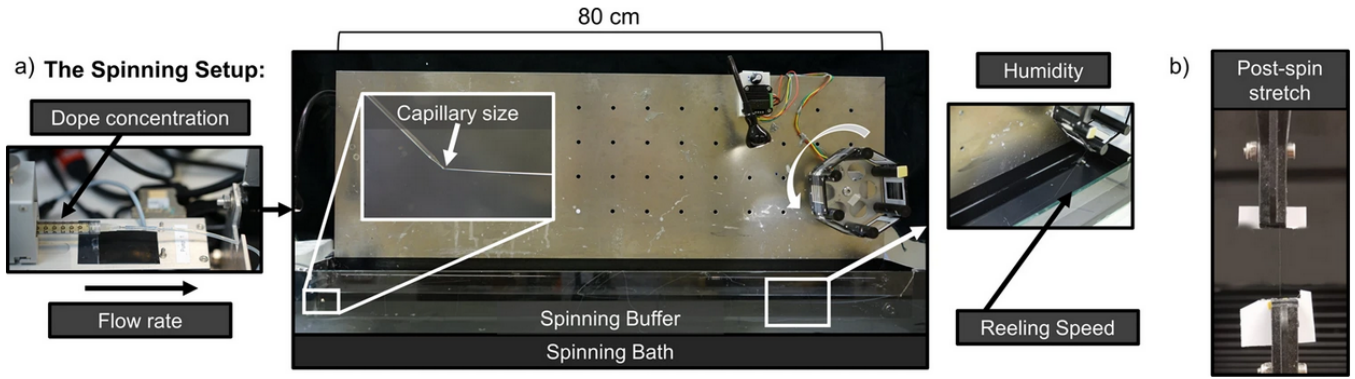 80 cm
a) The Spinning Setup:
Dope concentration
Flow rate
Capillary size
Spinning Buffer
Spinning Bath
Humidity
Reeling Speed
b)
Post-spin
stretch